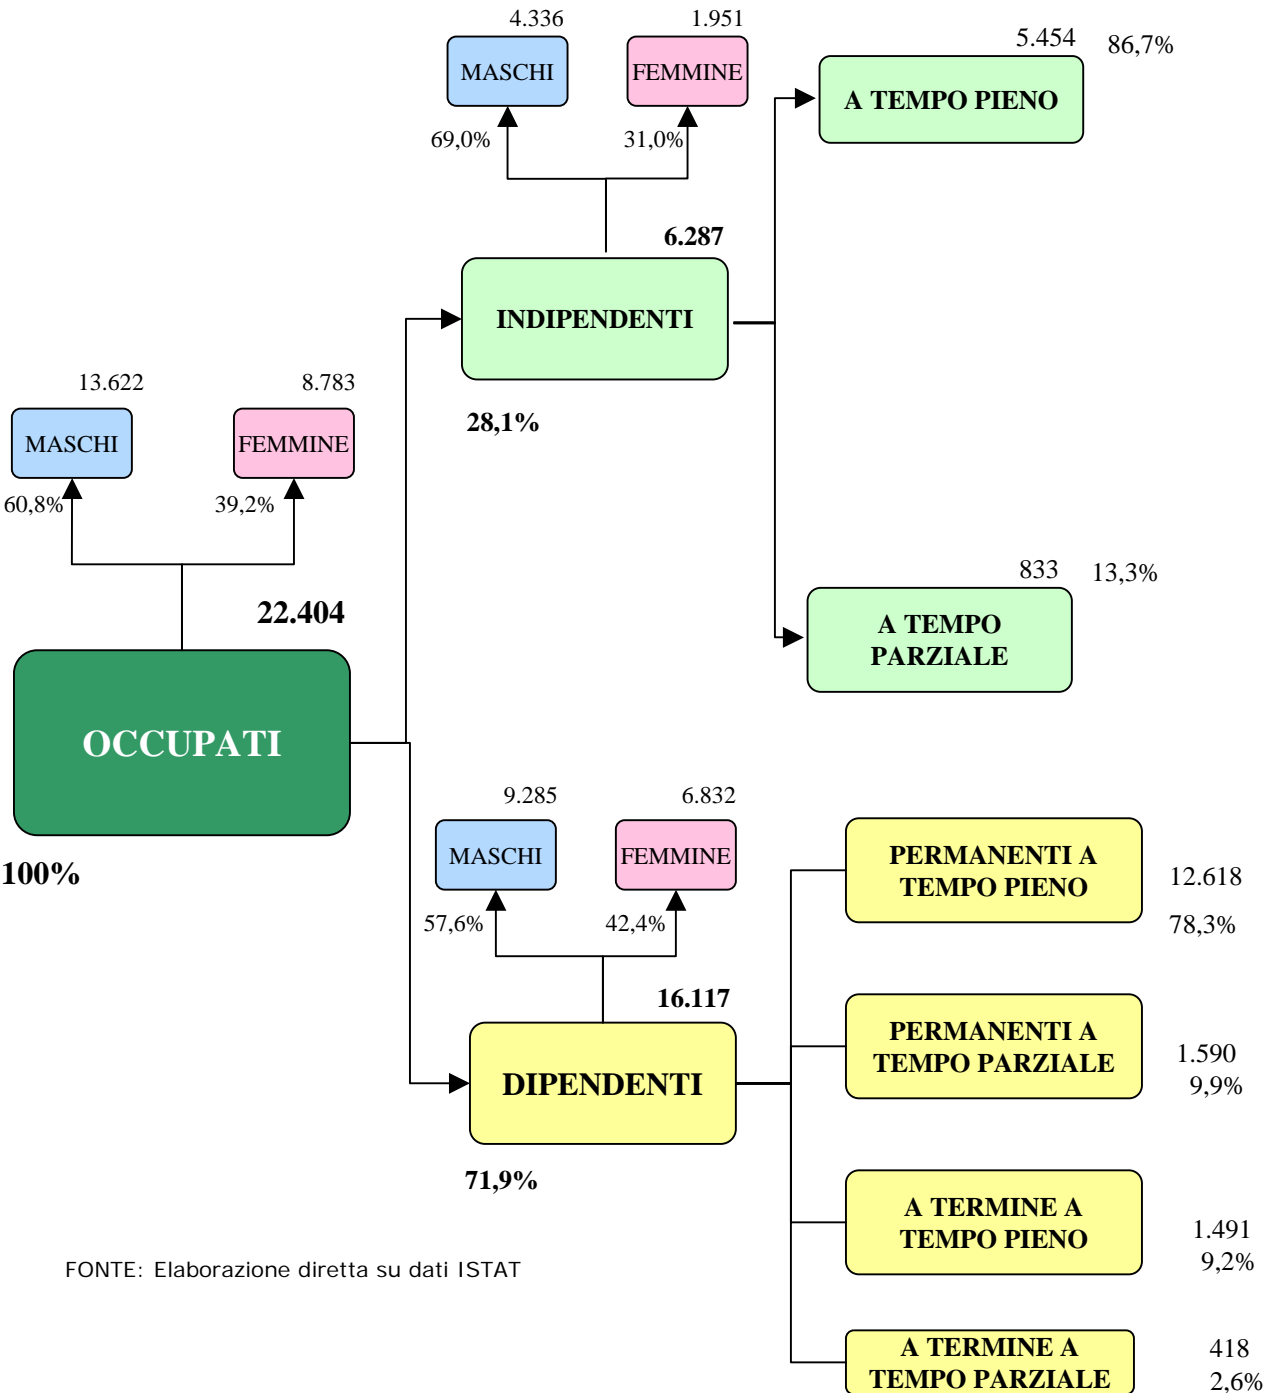 4.336
1.951
MASCHI
FEMMINE
69,0%
31,0%
5.454 86,7%
A TEMPO PIENO
6.287
INDIPENDENTI
28,1%
13.622
8.783
MASCHI
FEMMINE
60,8%
39,2%
22.404
OCCUPATI
100%
833 13,3%
A TEMPO
PARZIALE
9.285
6.832
MASCHI
FEMMINE
57,6%
42,4%
16.117
DIPENDENTI
71,9%
PERMANENTI A
TEMPO PIENO
12.618
78,3%
PERMANENTI A
TEMPO PARZIALE
1.590
9,9%
A TERMINE A
TEMPO PIENO
1.491
9,2%
A TERMINE A
TEMPO PARZIALE
418
2,6%
FONTE: Elaborazione diretta su dati ISTAT